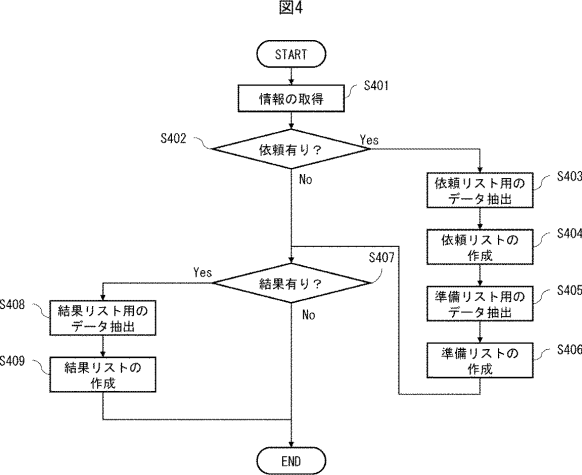 図4
START
情報の取得
S401
S402
依頼有り？
Yes
No
依頼リスト用の
データ抽出
S403
依頼リストの
作成
S404
準備リスト用の
データ抽出
S405
準備リストの
作成
S406
S407
結果有り？
Yes
No
S408
結果リスト用の
データ抽出
S409
結果リストの
作成
END